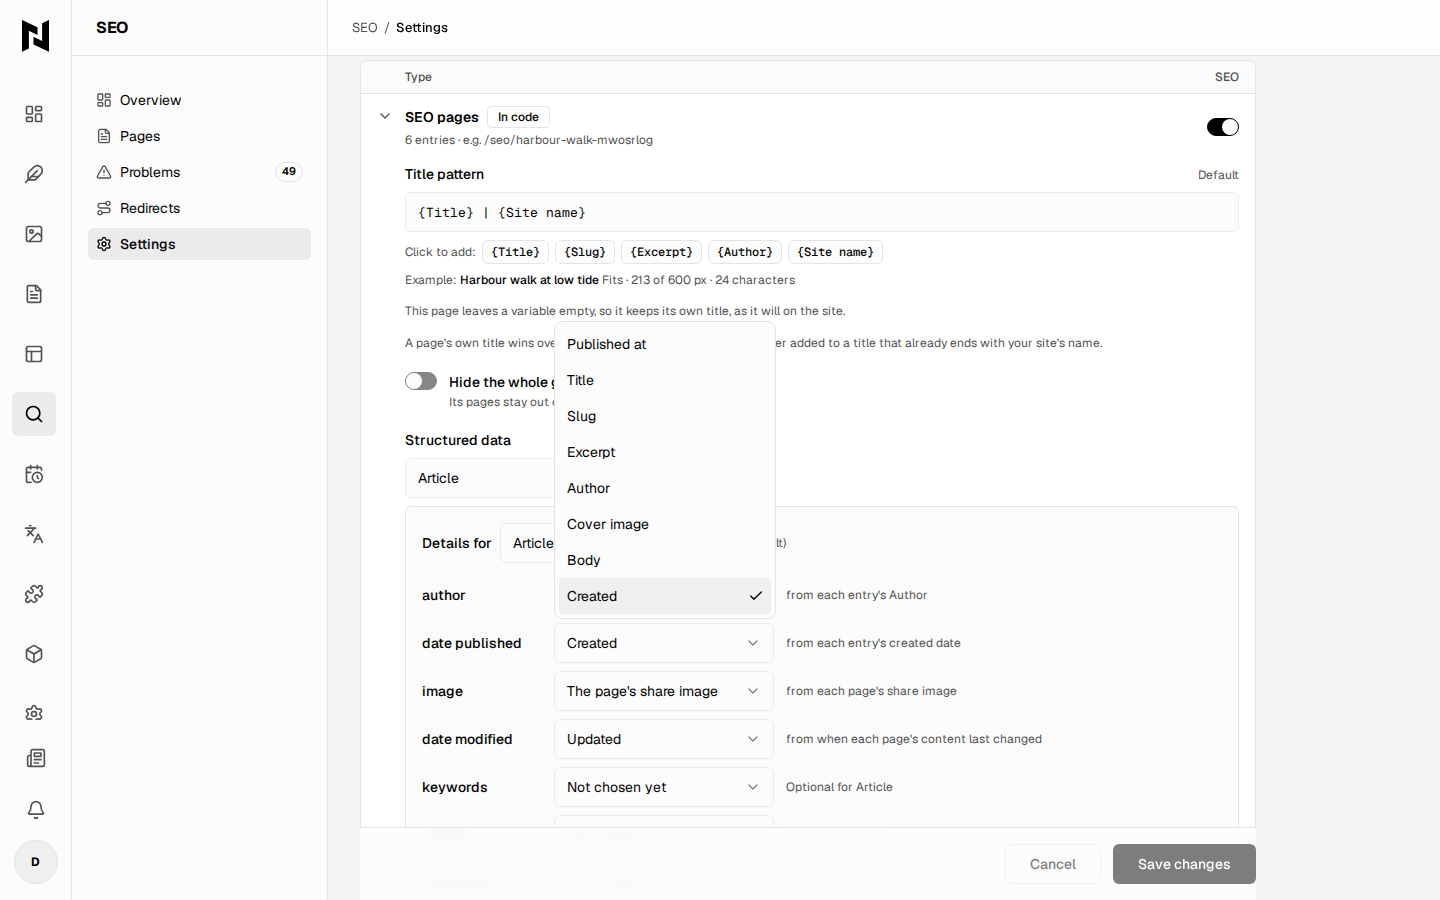 SEO
SEO / Settings
Overview
Pages
Problems 49
Redirects
Settings
D
Type SEO
SEO pages In code
6 entries · e.g. /seo/harbour-walk-mwosrlog
Title pattern Default
{Title} | {Site name}
Click to add: {Title} {Slug} {Excerpt} {Author} {Site name}
Example: Harbour walk at low tide Fits · 213 of 600 px · 24 characters
This page leaves a variable empty, so it keeps its own title, as it will on the site.
A page's own title wins ove
er added to a title that already ends with your site's name.
Hide the whole g
Its pages stay out
Structured data
Article
Details for Article
lt)
Published at
Title
Slug
Excerpt
Author
Cover image
Body
Created
author from each entry's Author
date published Created from each entry's created date
image The page's share image from each page's share image
date modified Updated from when each page's content last changed
keywords Not chosen yet Optional for Article
Cancel Save changes